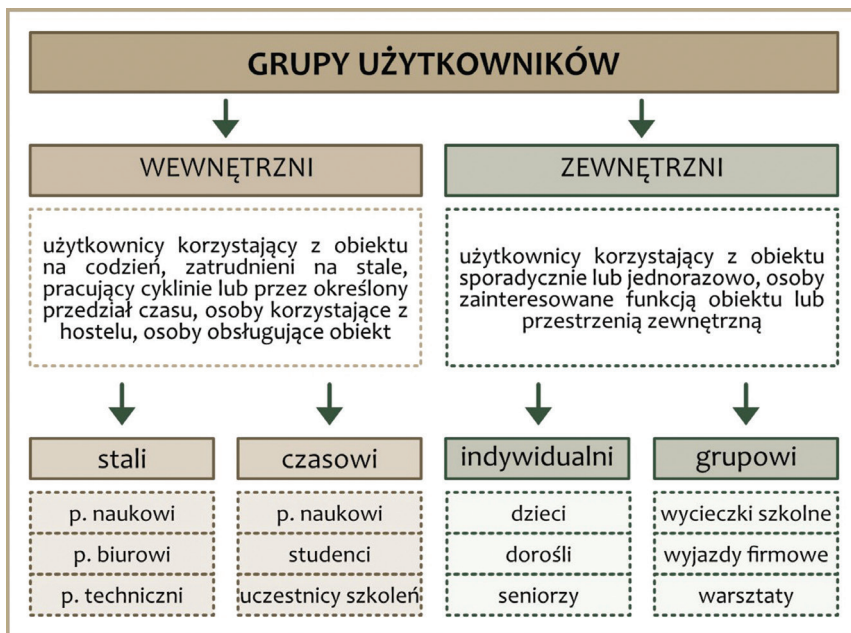 GRUPY UŻYTKOWNIKÓW
WEWNĘTRZNI
ZEWNĘTRZNI
użytkownicy korzystający z obiektu
na codzień, zatrudnieni na stale,
pracujący cyklinie lub przez określony
przedział czasu, osoby korzystające z
hostelu, osoby obsługujące obiekt
użytkownicy korzystający z obiektu
sporadycznie lub jednorazowo, osoby
zainteresowane funkcją obiektu lub
przestrzenią zewnętrzną
stali
p. naukowi
p. biurowi
p. techniczni
czasowi
p. naukowi
studenci
uczestnicy szkoleń
indywidualni
dzieci
dorośli
seniorzy
grupowi
wycieczki szkolne
wyjazdy firmowe
warsztaty